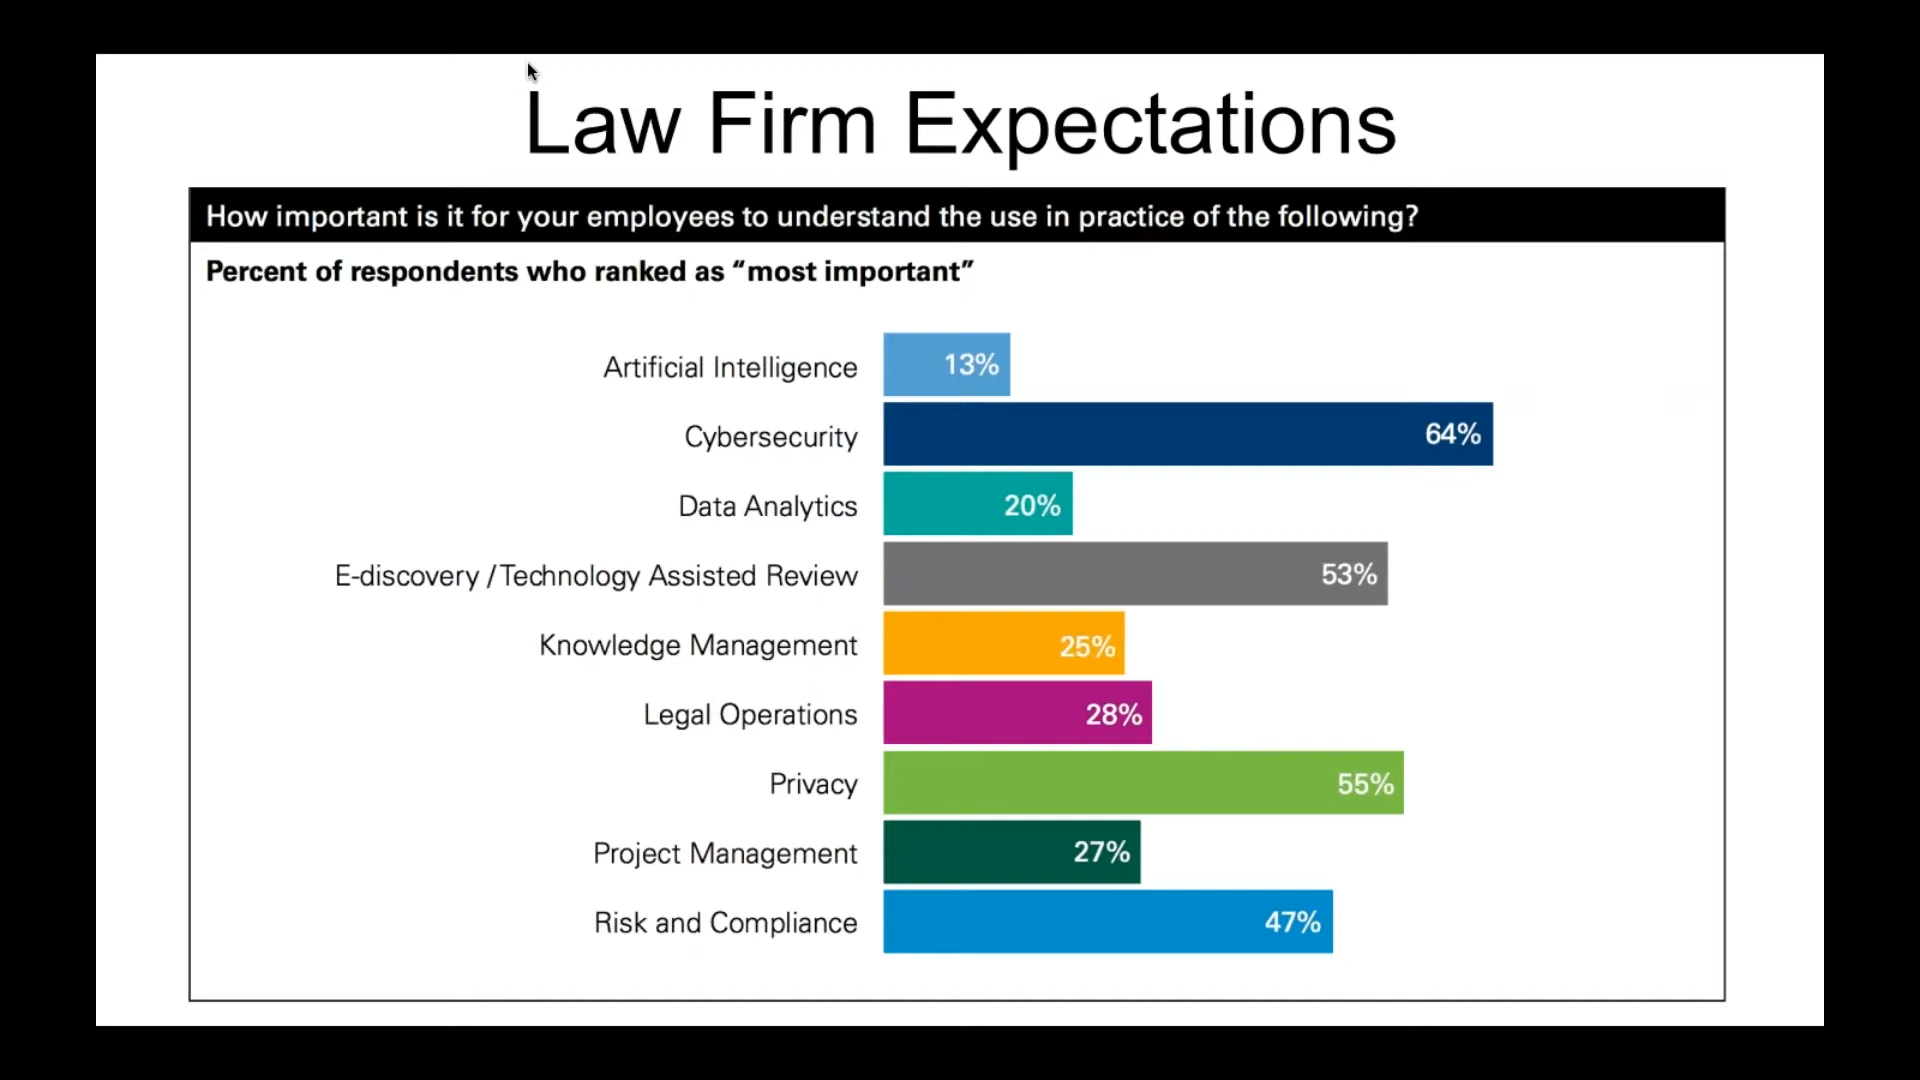 Law Firm Expectations
How important is it for your employees to understand the use in practice of the following?
Percent of respondents who ranked as “most important”
Artificial Intelligence 13%
Cybersecurity 64%
Data Analytics 20%
E-discovery / Technology Assisted Review 53%
Knowledge Management 25%
Legal Operations 28%
Privacy 55%
Project Management 27%
Risk and Compliance 47%